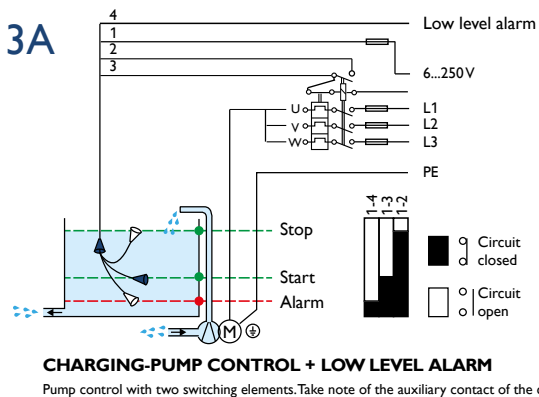 3A
4
Low level alarm
1
2
3
6...250 V
U
L1
V
L2
W
L3
PE
Stop
Start
Alarm
M
1-4
1-3
1-2
Circuit
closed
Circuit
open
CHARGING-PUMP CONTROL + LOW LEVEL ALARM
Pump control with two switching elements. Take note of the auxiliary contact of the